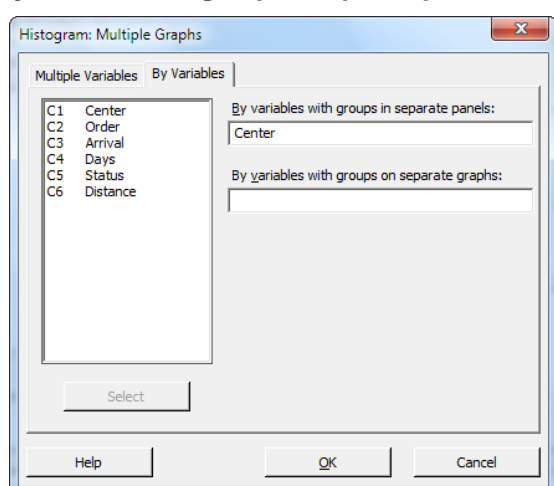 Histogram: Multiple Graphs
x
Multiple Variables By Variables
C1 Center
C2 Order
C3 Arrival
C4 Days
C5 Status
C6 Distance
By variables with groups in separate panels:
Center
By variables with groups on separate graphs:
Select
Help OK Cancel